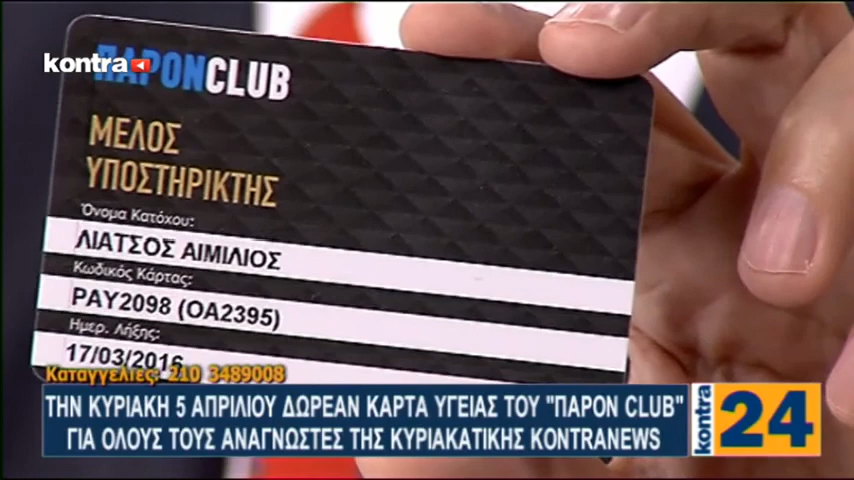 kontra
ΠΑΡΟΝCLUB
ΜΕΛΟΣ
ΥΠΟΣΤΗΡΙΚΤΗΣ
Όνομα Κατόχου:
ΛΙΑΤΣΟΣ ΑΙΜΙΛΙΟΣ
Κωδικός Κάρτας:
PAY2098 (OA2395)
Ημερ. Λήξης:
17/03/2016
Καταγγελίες: 210 3489008
ΤΗΝ ΚΥΡΙΑΚΗ 5 ΑΠΡΙΛΙΟΥ ΔΩΡΕΑΝ ΚΑΡΤΑ ΥΓΕΙΑΣ ΤΟΥ "ΠΑΡΟΝ CLUB"
ΓΙΑ ΟΛΟΥΣ ΤΟΥΣ ΑΝΑΓΝΩΣΤΕΣ ΤΗΣ ΚΥΡΙΑΚΑΤΙΚΗΣ KONTRANEWS
kontra 24